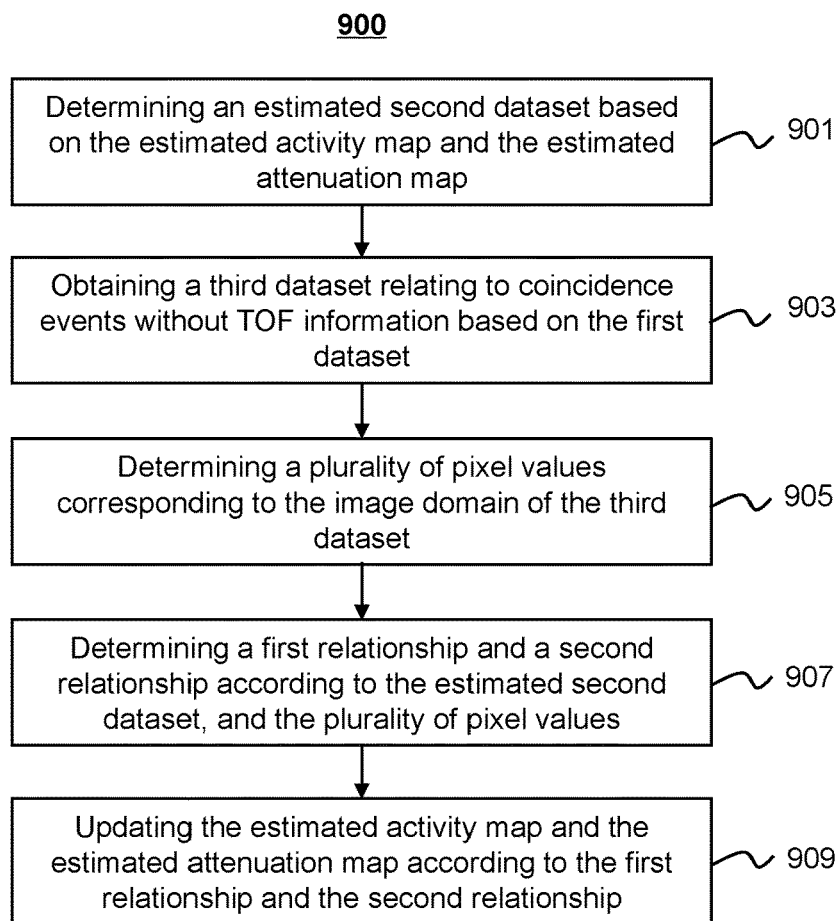 900
Determining an estimated second dataset based
on the estimated activity map and the estimated
attenuation map
901
Obtaining a third dataset relating to coincidence
events without TOF information based on the first
dataset
903
Determining a plurality of pixel values
corresponding to the image domain of the third
dataset
905
Determining a first relationship and a second
relationship according to the estimated second
dataset, and the plurality of pixel values
907
Updating the estimated activity map and the
estimated attenuation map according to the first
relationship and the second relationship
909